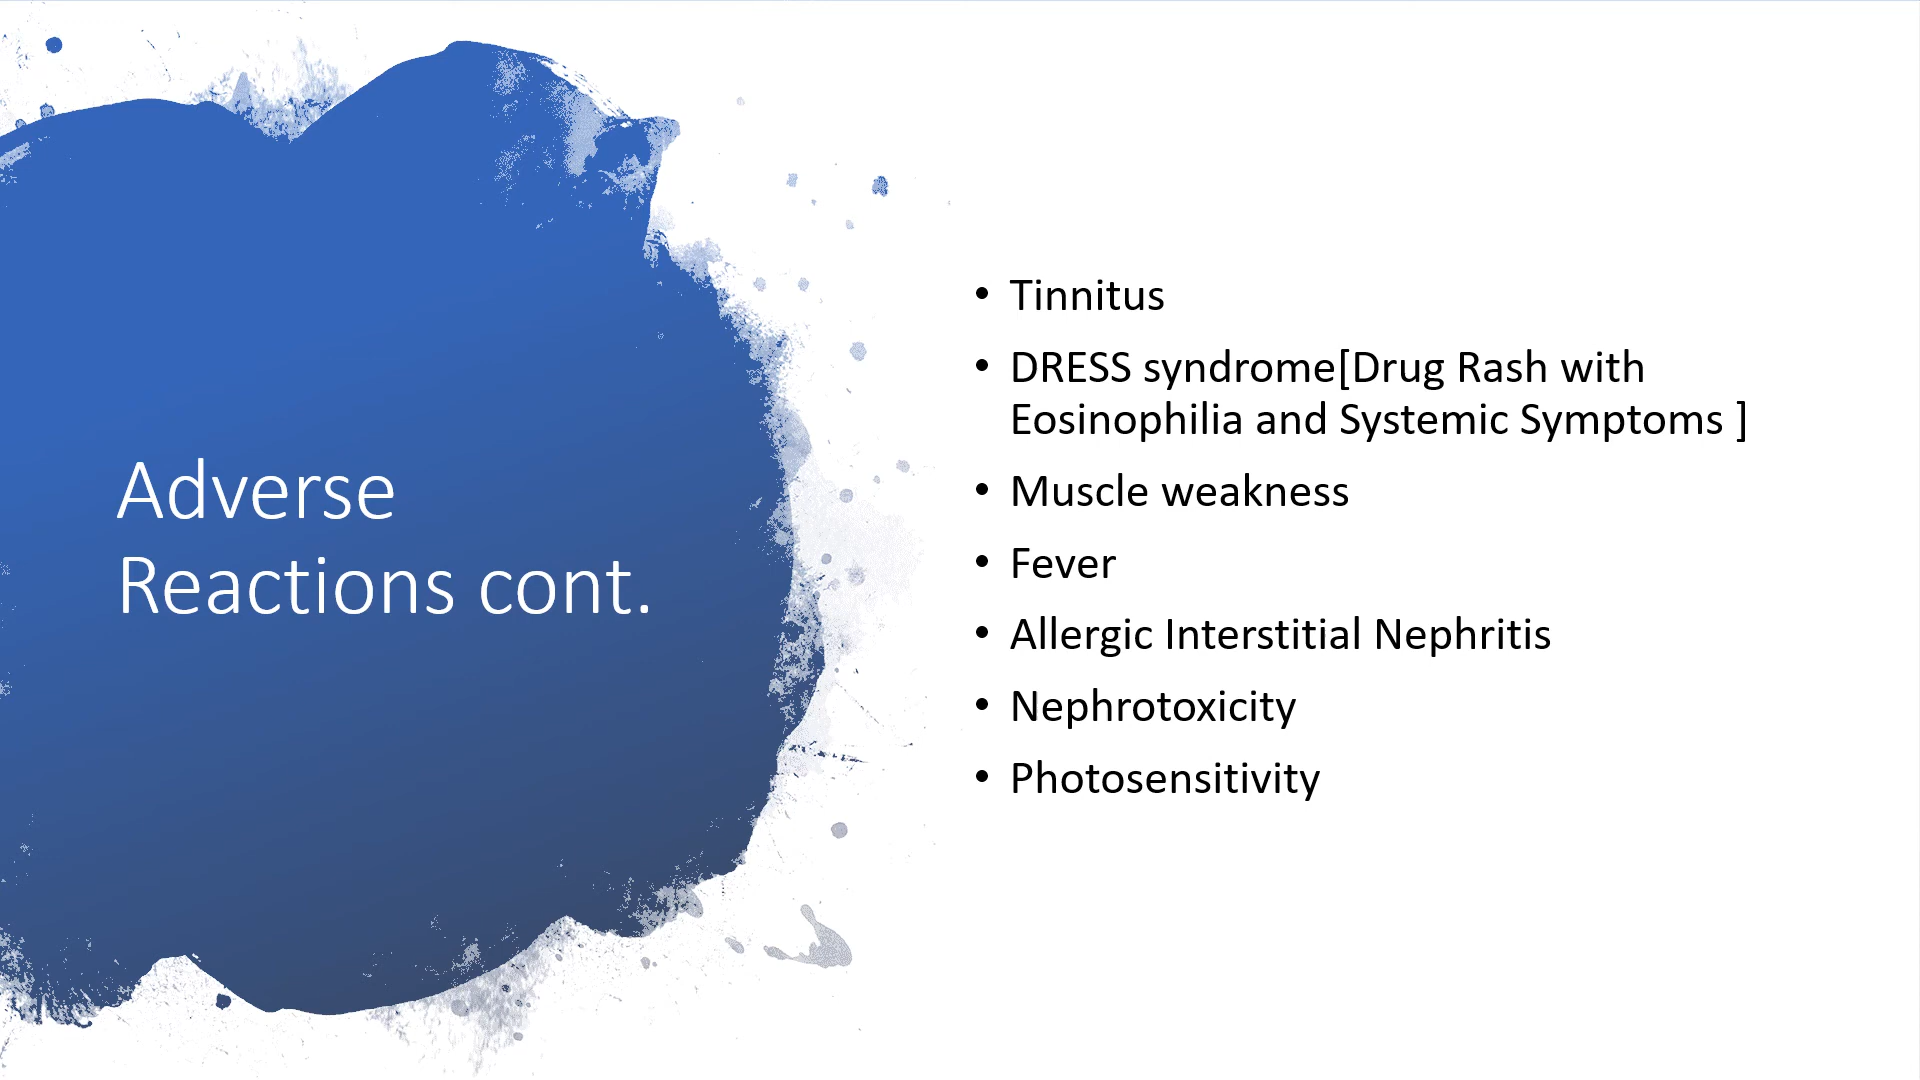 Adverse
Reactions cont.
• Tinnitus
• DRESS syndrome[Drug Rash with
Eosinophilia and Systemic Symptoms ]
• Muscle weakness
• Fever
• Allergic Interstitial Nephritis
• Nephrotoxicity
• Photosensitivity